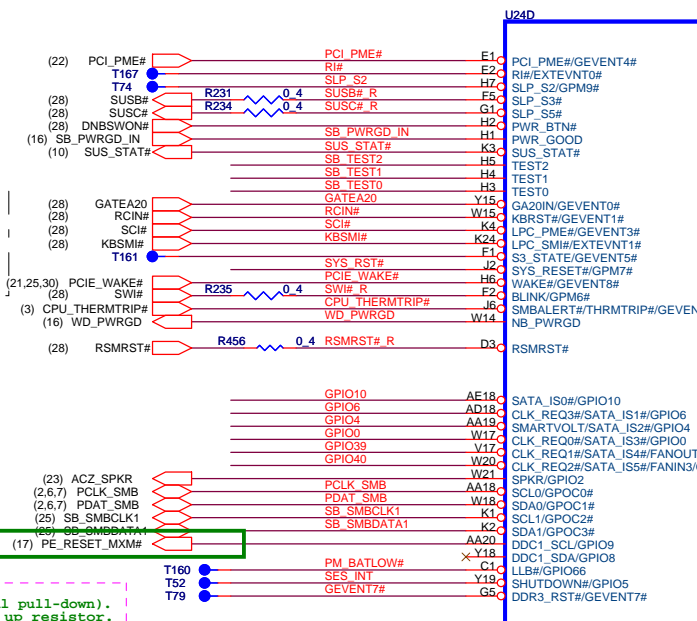 U24D
(22) PCI_PME# PCI_PME# E1 PCI_PME#/GEVENT4#
T167 RI# F2 RI#/EXTEVNT0#
T74 SLP_S2 H7 SLP_S2/GPM9#
(28) SUSB# R231 0_4 SUSB#_R F5 SLP_S3#
(28) SUSC# R234 0_4 SUSC#_R G1 SLP_S5#
(28) DNBSWON# H2 PWR_BTN#
(16) SB_PWRGD_IN SB_PWRGD_IN H1 PWR_GOOD
(10) SUS_STAT# SUS_STAT# K3 SUS_STAT#
SB_TEST2 H5 TEST2
SB_TEST1 H4 TEST1
SB_TEST0 H3 TEST0
(28) GATEA20 GATEA20 Y15 GA20IN/GEVENT0#
(28) RCIN# RCIN# W15 KBRST#/GEVENT1#
(28) SCI# SCI# K4 LPC_PME#/GEVENT3#
(28) KBSMI# KBSMI# K24 LPC_SMI#/EXTEVNT1#
T161 F1 S3_STATE/GEVENT5#
SYS_RST# J2 SYS_RESET#/GPM7#
(21,25,30) PCIE_WAKE# PCIE_WAKE# H6 WAKE#/GEVENT8#
(28) SWI# R235 0_4 SWI#_R F2 BLINK/GPM6#
(3) CPU_THERMTRIP# CPU_THERMTRIP# J6 SMBALERT#/THRMTRIP#/GEVEN
(16) WD_PWRGD WD_PWRGD W14 NB_PWRGD
(28) RSMRST# R456 0_4 RSMRST#_R D3 RSMRST#
GPIO10 AE18 SATA_IS0#/GPIO10
GPIO6 AD18 CLK_REQ3#/SATA_IS1#/GPIO6
GPIO4 AA19 SMARTVOLT/SATA_IS2#/GPIO4
GPIO0 W17 CLK_REQ0#/SATA_IS3#/GPIO0
GPIO39 V17 CLK_REQ1#/SATA_IS4#/FANOUT
GPIO40 W20 CLK_REQ2#/SATA_IS5#/FANIN3/
(23) ACZ_SPKR W21 SPKR/GPIO2
(2,6,7) PCLK_SMB PCLK_SMB AA18 SCL0/GPOC0#
(2,6,7) PDAT_SMB PDAT_SMB W18 SDA0/GPOC1#
(25) SB_SMBCLK1 SB_SMBCLK1 K1 SCL1/GPOC2#
(25) SB_SMBDATA1 SB_SMBDATA1 K2 SDA1/GPOC3#
(17) PE_RESET_MXM# AA20 DDC1_SCL/GPIO9
Y18 DDC1_SDA/GPIO8
T160 PM_BATLOW# C1 LLB#/GPIO66
T52 SES_INT Y19 SHUTDOWN#/GPIO5
T79 GEVENT7# G5 DDR3_RST#/GEVENT7#
l pull-down).
up resistor.